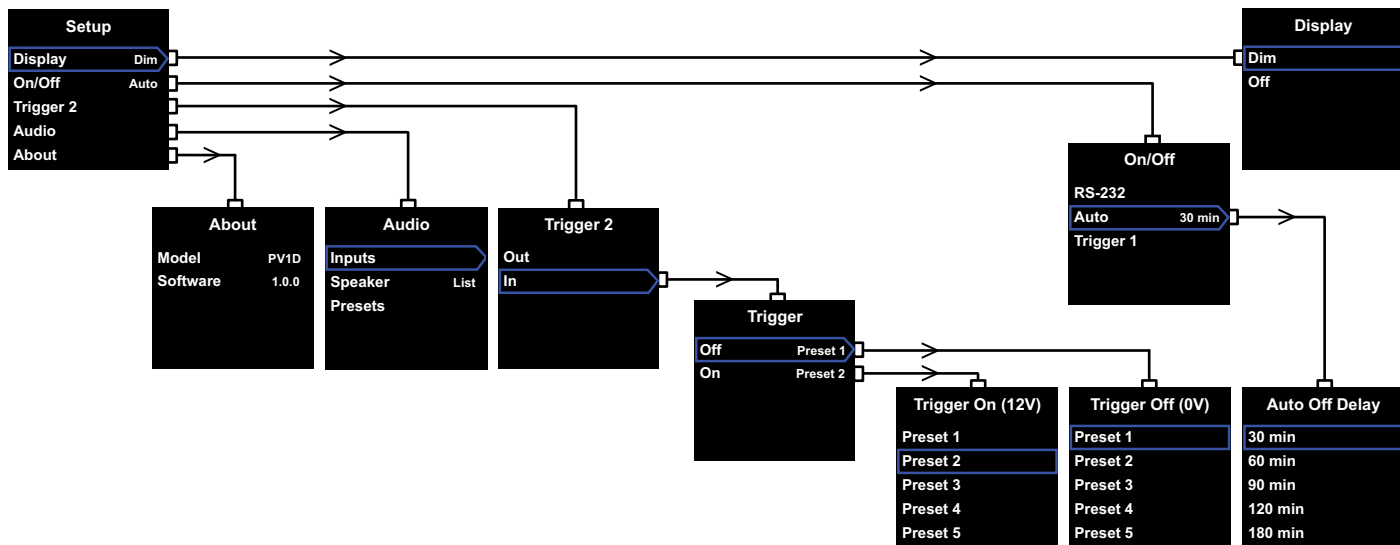 Setup
Display Dim
On/Off Auto
Trigger 2
Audio
About
Display
Dim
Off
On/Off
RS-232
Auto 30 min
Trigger 1
About
Model PV1D
Software 1.0.0
Audio
Inputs
Speaker List
Presets
Trigger 2
Out
In
Trigger
Off Preset 1
On Preset 2
Trigger On (12V)
Preset 1
Preset 2
Preset 3
Preset 4
Preset 5
Trigger Off (0V)
Preset 1
Preset 2
Preset 3
Preset 4
Preset 5
Auto Off Delay
30 min
60 min
90 min
120 min
180 min